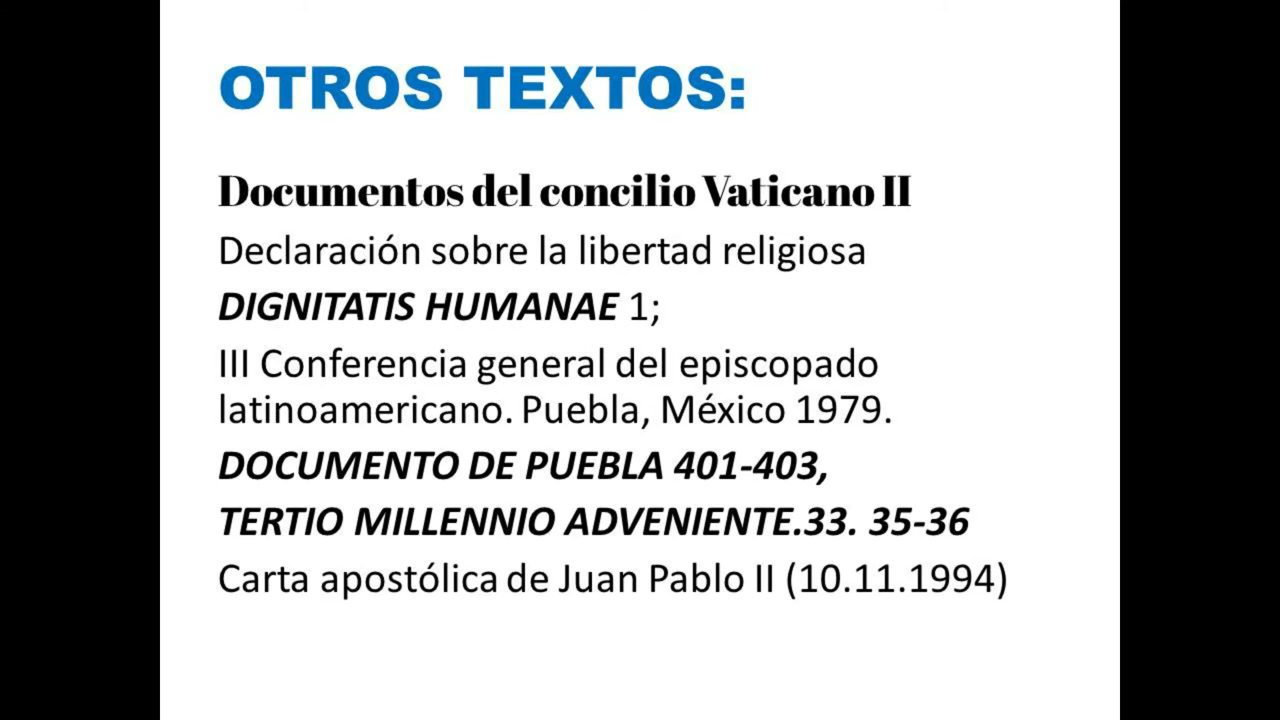 OTROS TEXTOS:
Documentos del concilio Vaticano II
Declaración sobre la libertad religiosa
DIGNITATIS HUMANAE 1;
III Conferencia general del episcopado
latinoamericano. Puebla, México 1979.
DOCUMENTO DE PUEBLA 401-403,
TERTIO MILLENNIO ADVENIENTE.33. 35-36
Carta apostólica de Juan Pablo II (10.11.1994)